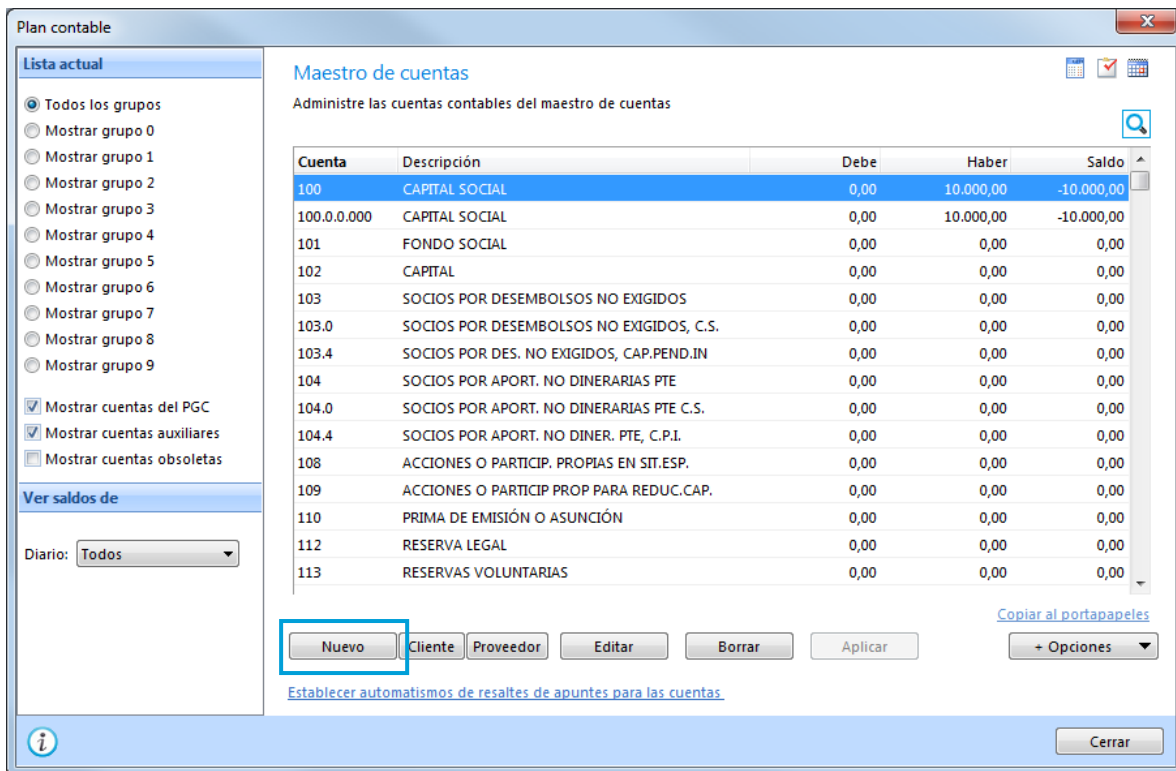 Plan contable
Lista actual
Todos los grupos
Mostrar grupo 0
Mostrar grupo 1
Mostrar grupo 2
Mostrar grupo 3
Mostrar grupo 4
Mostrar grupo 5
Mostrar grupo 6
Mostrar grupo 7
Mostrar grupo 8
Mostrar grupo 9
Mostrar cuentas del PGC
Mostrar cuentas auxiliares
Mostrar cuentas obsoletas
Ver saldos de
Diario: Todos
Maestro de cuentas
Administre las cuentas contables del maestro de cuentas
Cuenta Descripción Debe Haber Saldo
100 CAPITAL SOCIAL 0,00 10.000,00 -10.000,00
100.0.0.000 CAPITAL SOCIAL 0,00 10.000,00 -10.000,00
101 FONDO SOCIAL 0,00 0,00 0,00
102 CAPITAL 0,00 0,00 0,00
103 SOCIOS POR DESEMBOLSOS NO EXIGIDOS 0,00 0,00 0,00
103.0 SOCIOS POR DESEMBOLSOS NO EXIGIDOS, C.S. 0,00 0,00 0,00
103.4 SOCIOS POR DES. NO EXIGIDOS, CAP.PEND.IN 0,00 0,00 0,00
104 SOCIOS POR APORT. NO DINERARIAS PTE 0,00 0,00 0,00
104.0 SOCIOS POR APORT. NO DINERARIAS PTE C.S. 0,00 0,00 0,00
104.4 SOCIOS POR APORT. NO DINER. PTE, C.P.I. 0,00 0,00 0,00
108 ACCIONES O PARTICIP. PROPIAS EN SIT.ESP. 0,00 0,00 0,00
109 ACCIONES O PARTICIP PROP PARA REDUC.CAP. 0,00 0,00 0,00
110 PRIMA DE EMISIÓN O ASUNCIÓN 0,00 0,00 0,00
112 RESERVA LEGAL 0,00 0,00 0,00
113 RESERVAS VOLUNTARIAS 0,00 0,00 0,00
Copiar al portapapeles
Nuevo Cliente Proveedor Editar Borrar Aplicar + Opciones
Establecer automatismos de resaltes de apuntes para las cuentas
Cerrar